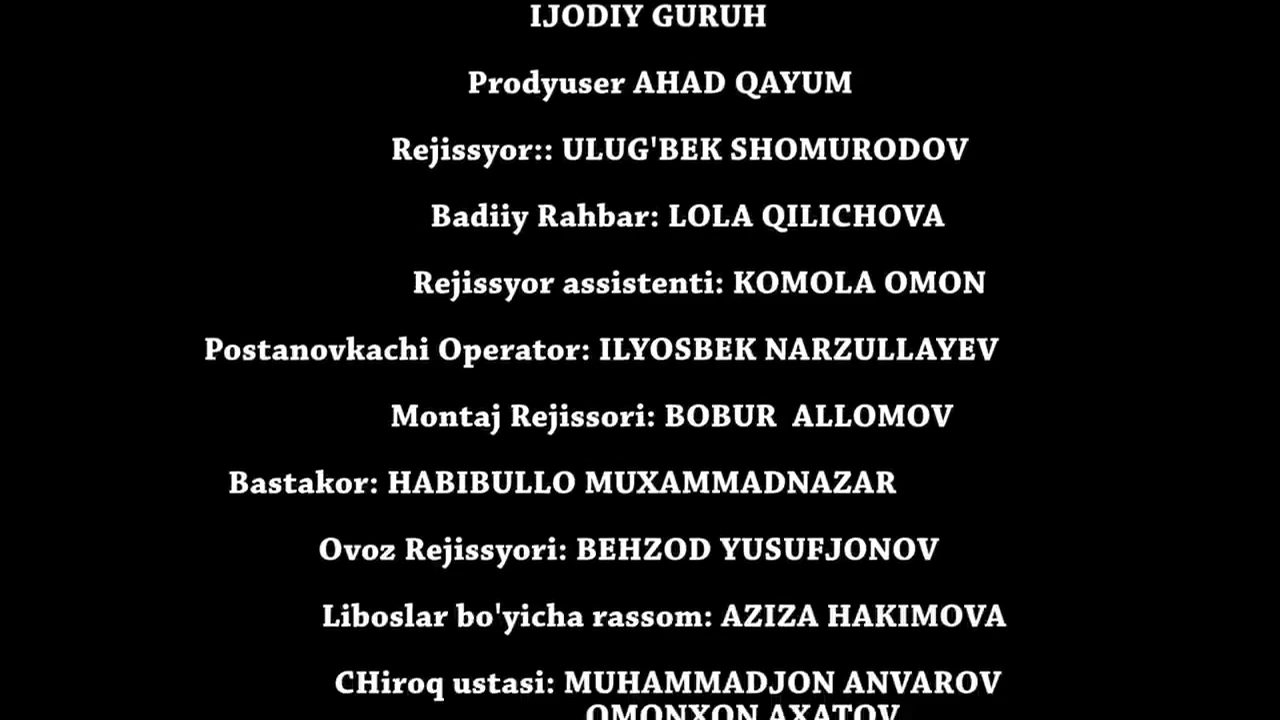 IJODIY GURUH
Prodyuser AHAD QAYUM
Rejissyor:: ULUG'BEK SHOMURODOV
Badiiy Rahbar: LOLA QILICHOVA
Rejissyor assistenti: KOMOLA OMON
Postanovkachi Operator: ILYOSBEK NARZULLAYEV
Montaj Rejissori: BOBUR  ALLOMOV
Bastakor: HABIBULLO MUXAMMADNAZAR
Ovoz Rejissyori: BEHZOD YUSUFJONOV
Liboslar bo'yicha rassom: AZIZA HAKIMOVA
CHiroq ustasi: MUHAMMADJON ANVAROV
OMONXON AXATOV